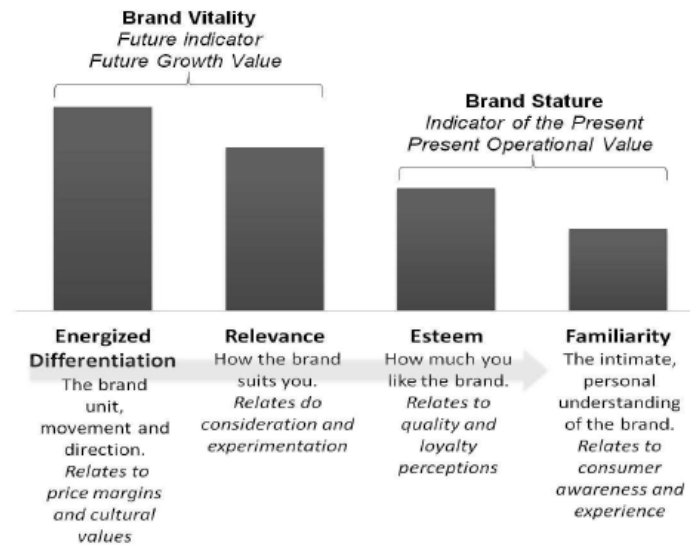 Brand Vitality
Future indicator
Future Growth Value
Brand Stature
Indicator of the Present
Present Operational Value
Energized
Differentiation
The brand
unit,
movement and
direction.
Relates to
price margins
and cultural
values
Relevance
How the brand
suits you.
Relates do
consideration and
experimentation
Esteem
How much you
like the brand.
Relates to
quality and
loyalty
perceptions
Familiarity
The intimate,
personal
understanding
of the brand.
Relates to
consumer
awareness and
experience